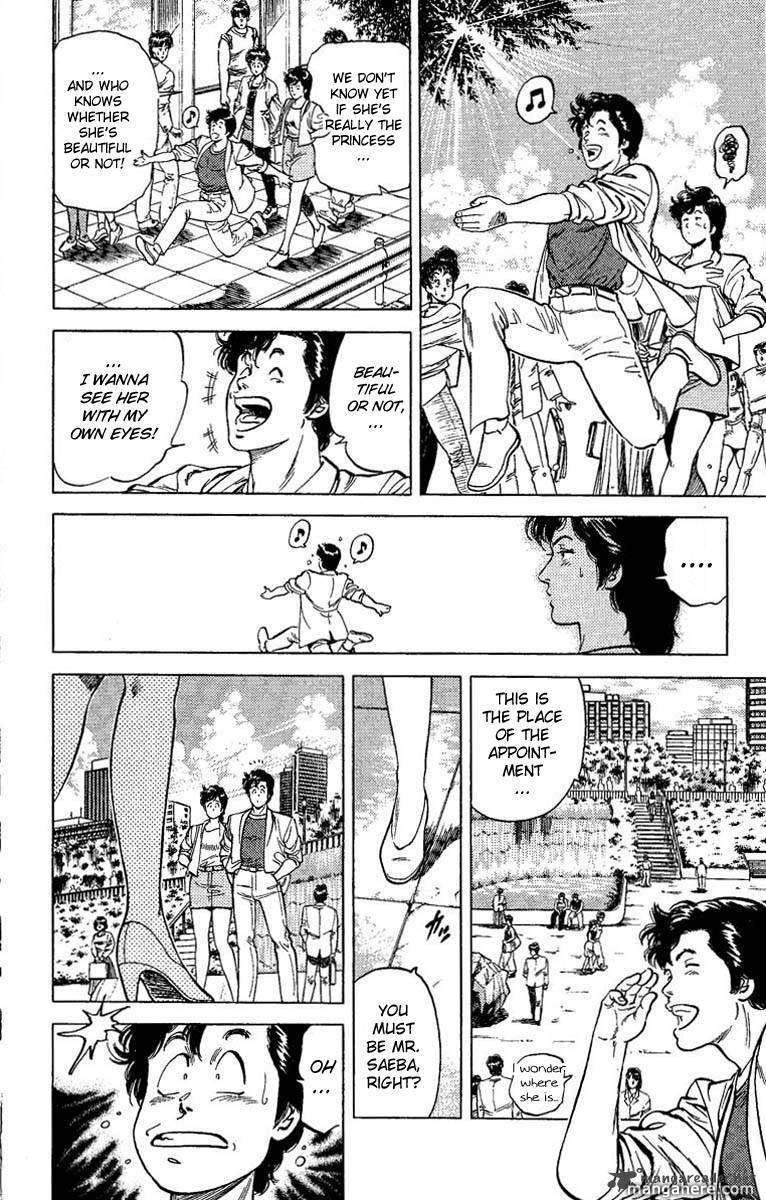 WE DON'T
KNOW YET
IF SHE'S
REALLY THE
PRINCESS
...
...
AND WHO
KNOWS
WHETHER
SHE'S
BEAUTIFUL
OR NOT!
BEAU-
TIFUL
OR NOT,
...
...
I WANNA
SEE HER
WITH MY
OWN EYES!
....
THIS IS
THE PLACE
OF THE
APPOINT-
MENT
...
I wonder
where
she is..
YOU
MUST
BE MR.
SAEBA,
RIGHT?
OH
...
mangahere.com